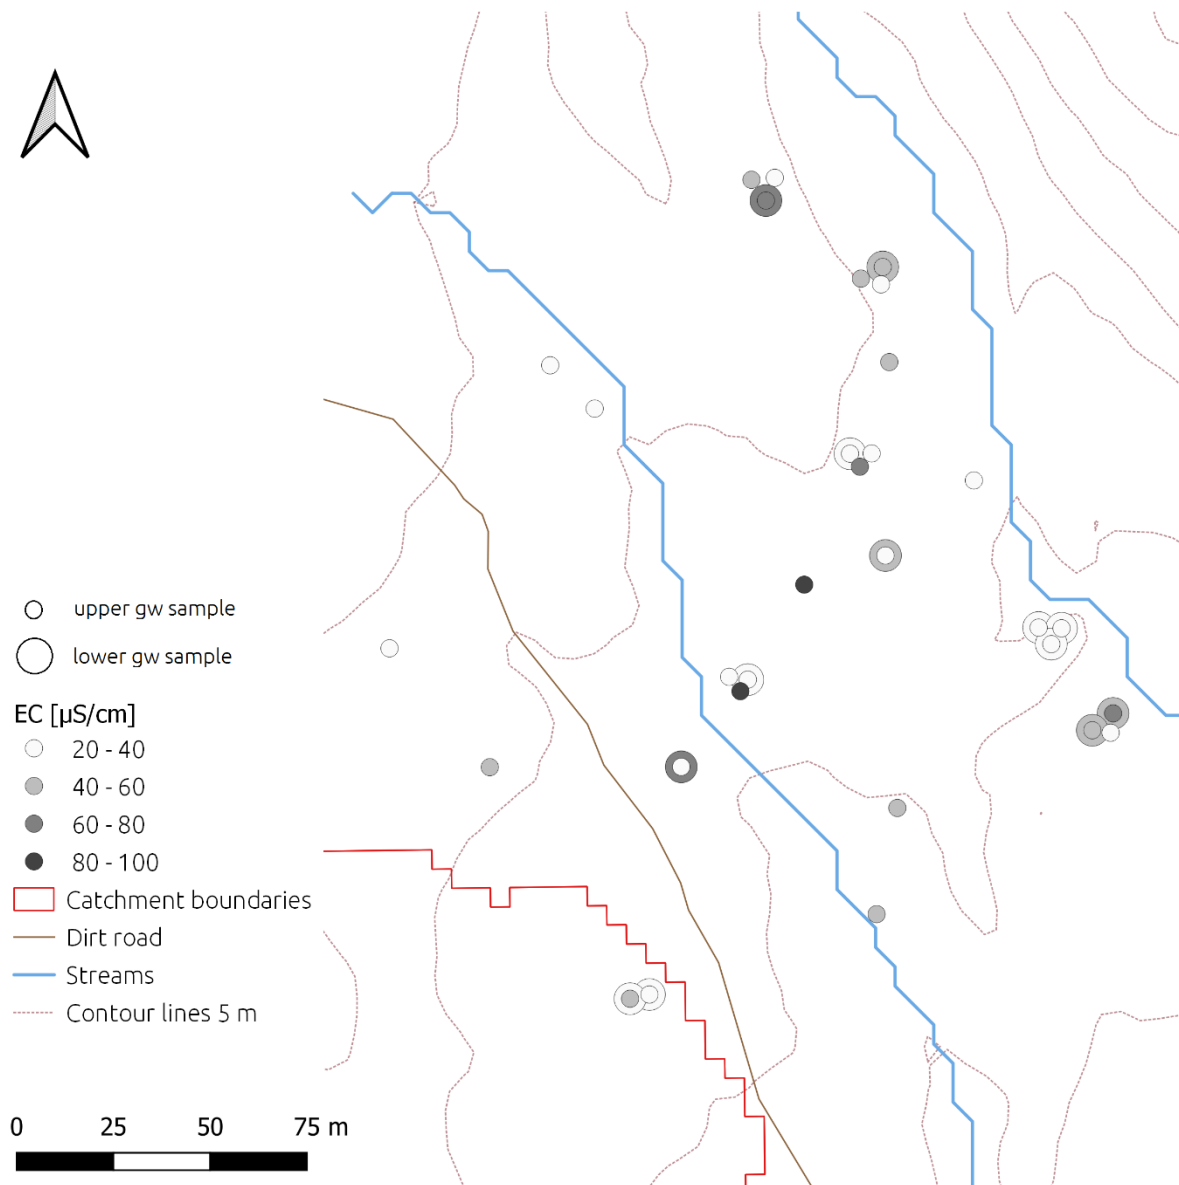 upper gw sample
lower gw sample
EC [µS/cm]
20 - 40
40 - 60
60 - 80
80 - 100
Catchment boundaries
Dirt road
Streams
Contour lines 5 m
0 25 50 75 m